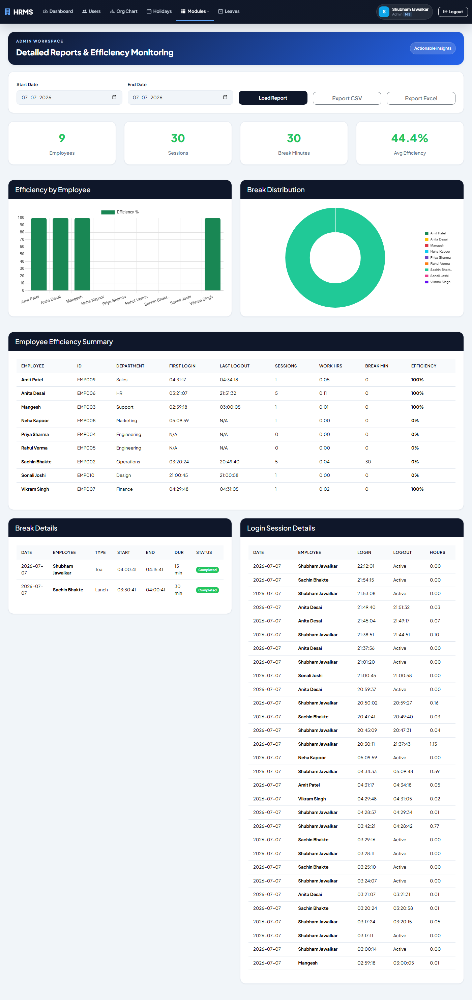 HRMS Dashboard Users Org Chart Holidays Modules Leaves S Shubham Jawalkar Logout
Admin MIS
ADMIN WORKSPACE
Detailed Reports & Efficiency Monitoring
Actionable insights
Start Date End Date
07-07-2026 07-07-2026 Load Report Export CSV Export Excel
9 30 30 44.4%
Employees Sessions Break Minutes Avg Efficiency
Efficiency by Employee
Efficiency %
100
90
80
70
60
50
40
30
20
10
0
Amit Patel Anita Desai Mangesh Neha Kapoor Priya Sharma Rahul Verma Sachin Bhakt.. Sonali Joshi Vikram Singh
Break Distribution
Amit Patel
Anita Desai
Mangesh
Neha Kapoor
Priya Sharma
Rahul Verma
Sachin Bhakt..
Sonali Joshi
Vikram Singh
Employee Efficiency Summary
EMPLOYEE ID DEPARTMENT FIRST LOGIN LAST LOGOUT SESSIONS WORK HRS BREAK MIN EFFICIENCY
Amit Patel EMP009 Sales 04:31:17 04:34:18 1 0.05 0 100%
Anita Desai EMP006 HR 03:21:07 21:51:32 5 0.11 0 100%
Mangesh EMP003 Support 02:59:18 03:00:05 1 0.01 0 100%
Neha Kapoor EMP008 Marketing 05:09:59 N/A 1 0.00 0 0%
Priya Sharma EMP004 Engineering N/A N/A 0 0.00 0 0%
Rahul Verma EMP005 Engineering N/A N/A 0 0.00 0 0%
Sachin Bhakte EMP002 Operations 03:20:24 20:49:40 5 0.04 30 0%
Sonali Joshi EMP010 Design 21:00:45 21:00:58 1 0.00 0 0%
Vikram Singh EMP007 Finance 04:29:48 04:31:05 1 0.02 0 100%
Break Details
DATE EMPLOYEE TYPE START END DUR STATUS
2026-07- Shubham 15
07 Jawalkar Tea 04:00:41 04:15:41 min Completed
2026-07- 30
07 Sachin Bhakte Lunch 03:30:41 04:00:41 min Completed
Login Session Details
DATE EMPLOYEE LOGIN LOGOUT HOURS
2026-07-07 Shubham Jawalkar 22:12:01 Active 0.00
2026-07-07 Sachin Bhakte 21:54:15 Active 0.00
2026-07-07 Shubham Jawalkar 21:53:08 Active 0.00
2026-07-07 Anita Desai 21:49:40 21:51:32 0.03
2026-07-07 Anita Desai 21:45:04 21:49:17 0.07
2026-07-07 Shubham Jawalkar 21:38:51 21:44:51 0.10
2026-07-07 Anita Desai 21:37:56 Active 0.00
2026-07-07 Shubham Jawalkar 21:01:20 Active 0.00
2026-07-07 Sonali Joshi 21:00:45 21:00:58 0.00
2026-07-07 Anita Desai 20:59:37 Active 0.00
2026-07-07 Shubham Jawalkar 20:50:02 20:59:27 0.16
2026-07-07 Sachin Bhakte 20:47:41 20:49:40 0.03
2026-07-07 Shubham Jawalkar 20:45:09 20:47:31 0.04
2026-07-07 Shubham Jawalkar 20:30:11 21:37:43 1.13
2026-07-07 Neha Kapoor 05:09:59 Active 0.00
2026-07-07 Shubham Jawalkar 04:34:33 05:09:48 0.59
2026-07-07 Amit Patel 04:31:17 04:34:18 0.05
2026-07-07 Vikram Singh 04:29:48 04:31:05 0.02
2026-07-07 Shubham Jawalkar 04:28:57 04:29:34 0.01
2026-07-07 Shubham Jawalkar 03:42:21 04:28:42 0.77
2026-07-07 Sachin Bhakte 03:29:16 Active 0.00
2026-07-07 Shubham Jawalkar 03:28:11 Active 0.00
2026-07-07 Sachin Bhakte 03:25:10 Active 0.00
2026-07-07 Shubham Jawalkar 03:24:07 Active 0.00
2026-07-07 Anita Desai 03:21:07 03:21:31 0.01
2026-07-07 Sachin Bhakte 03:20:24 03:20:58 0.01
2026-07-07 Shubham Jawalkar 03:17:24 03:20:15 0.05
2026-07-07 Shubham Jawalkar 03:17:11 Active 0.00
2026-07-07 Shubham Jawalkar 03:00:14 Active 0.00
2026-07-07 Mangesh 02:59:18 03:00:05 0.01